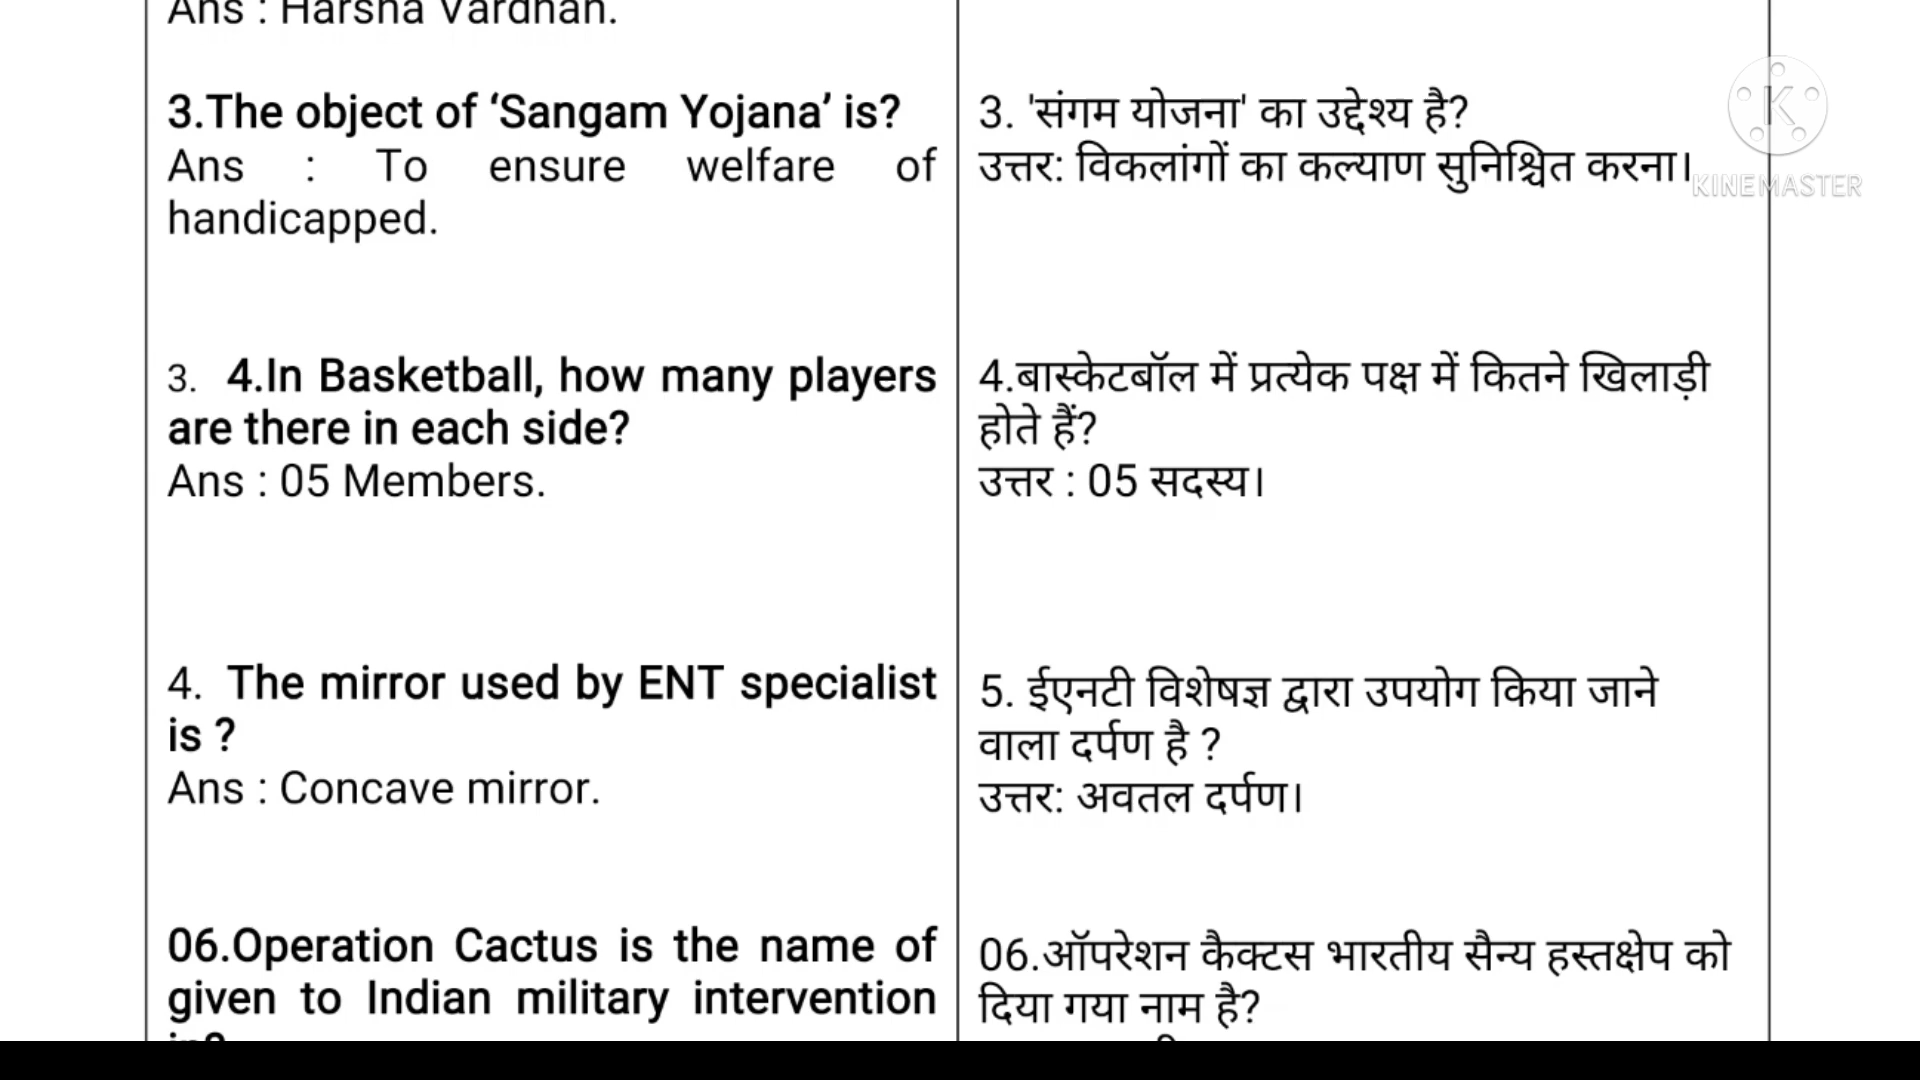 Ans : Harsha Vardhan.
3.The object of ‘Sangam Yojana’ is?
Ans : To ensure welfare of
handicapped.
3. 4.In Basketball, how many players
are there in each side?
Ans : 05 Members.
4. The mirror used by ENT specialist
is ?
Ans : Concave mirror.
06.Operation Cactus is the name of
given to Indian military intervention
in?
3. 'संगम योजना' का उद्देश्य है?
उत्तर: विकलांगों का कल्याण सुनिश्चित करना।
4.बास्केटबॉल में प्रत्येक पक्ष में कितने खिलाड़ी
होते हैं?
उत्तर : 05 सदस्य।
5. ईएनटी विशेषज्ञ द्वारा उपयोग किया जाने
वाला दर्पण है ?
उत्तर: अवतल दर्पण।
06.ऑपरेशन कैक्टस भारतीय सैन्य हस्तक्षेप को
दिया गया नाम है?
K
KINEMASTER